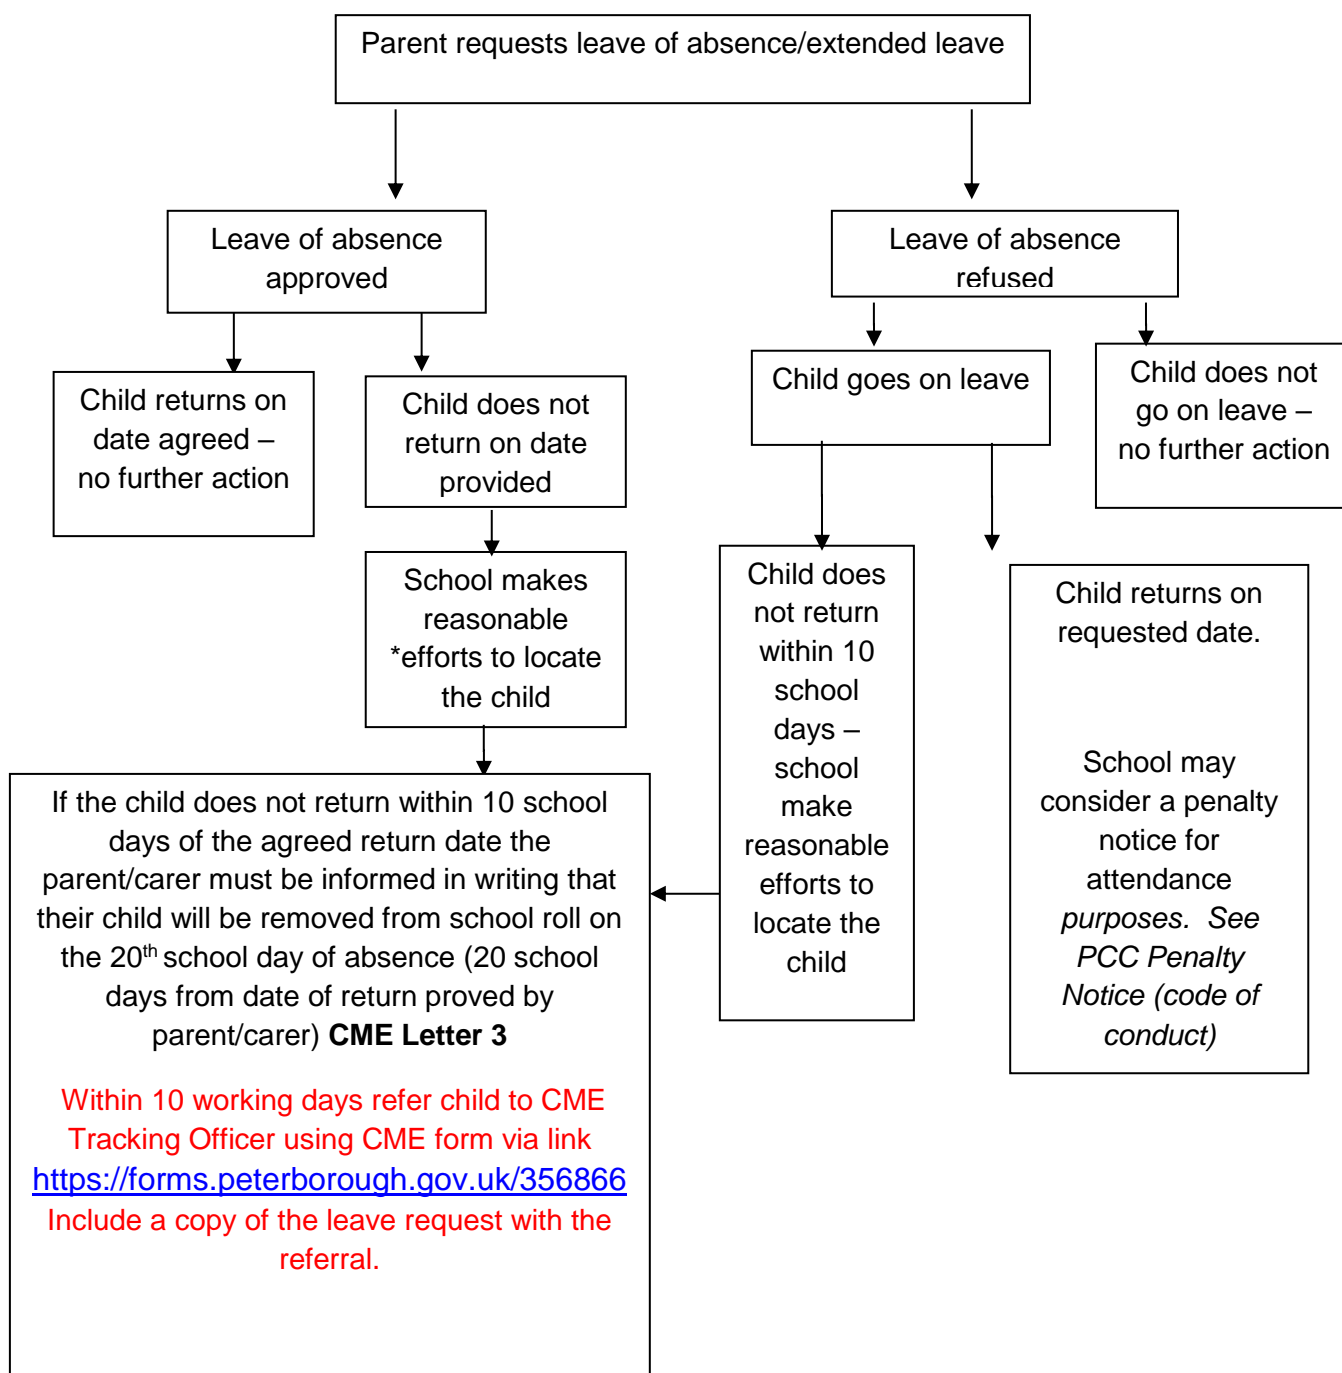 Parent requests leave of absence/extended leave
Leave of absence
approved
Leave of absence
refused
Child returns on
date agreed –
no further action
Child does not
return on date
provided
Child goes on leave
Child does not
go on leave –
no further action
School makes
reasonable
*efforts to locate
the child
Child does
not return
within 10
school
days –
school
make
reasonable
efforts to
locate the
child
Child returns on
requested date.
School may
consider a penalty
notice for
attendance
purposes. See
PCC Penalty
Notice (code of
conduct)
If the child does not return within 10 school
days of the agreed return date the
parent/carer must be informed in writing that
their child will be removed from school roll on
the 20th school day of absence (20 school
days from date of return proved by
parent/carer) CME Letter 3
Within 10 working days refer child to CME
Tracking Officer using CME form via link
https://forms.peterborough.gov.uk/356866
Include a copy of the leave request with the
referral.